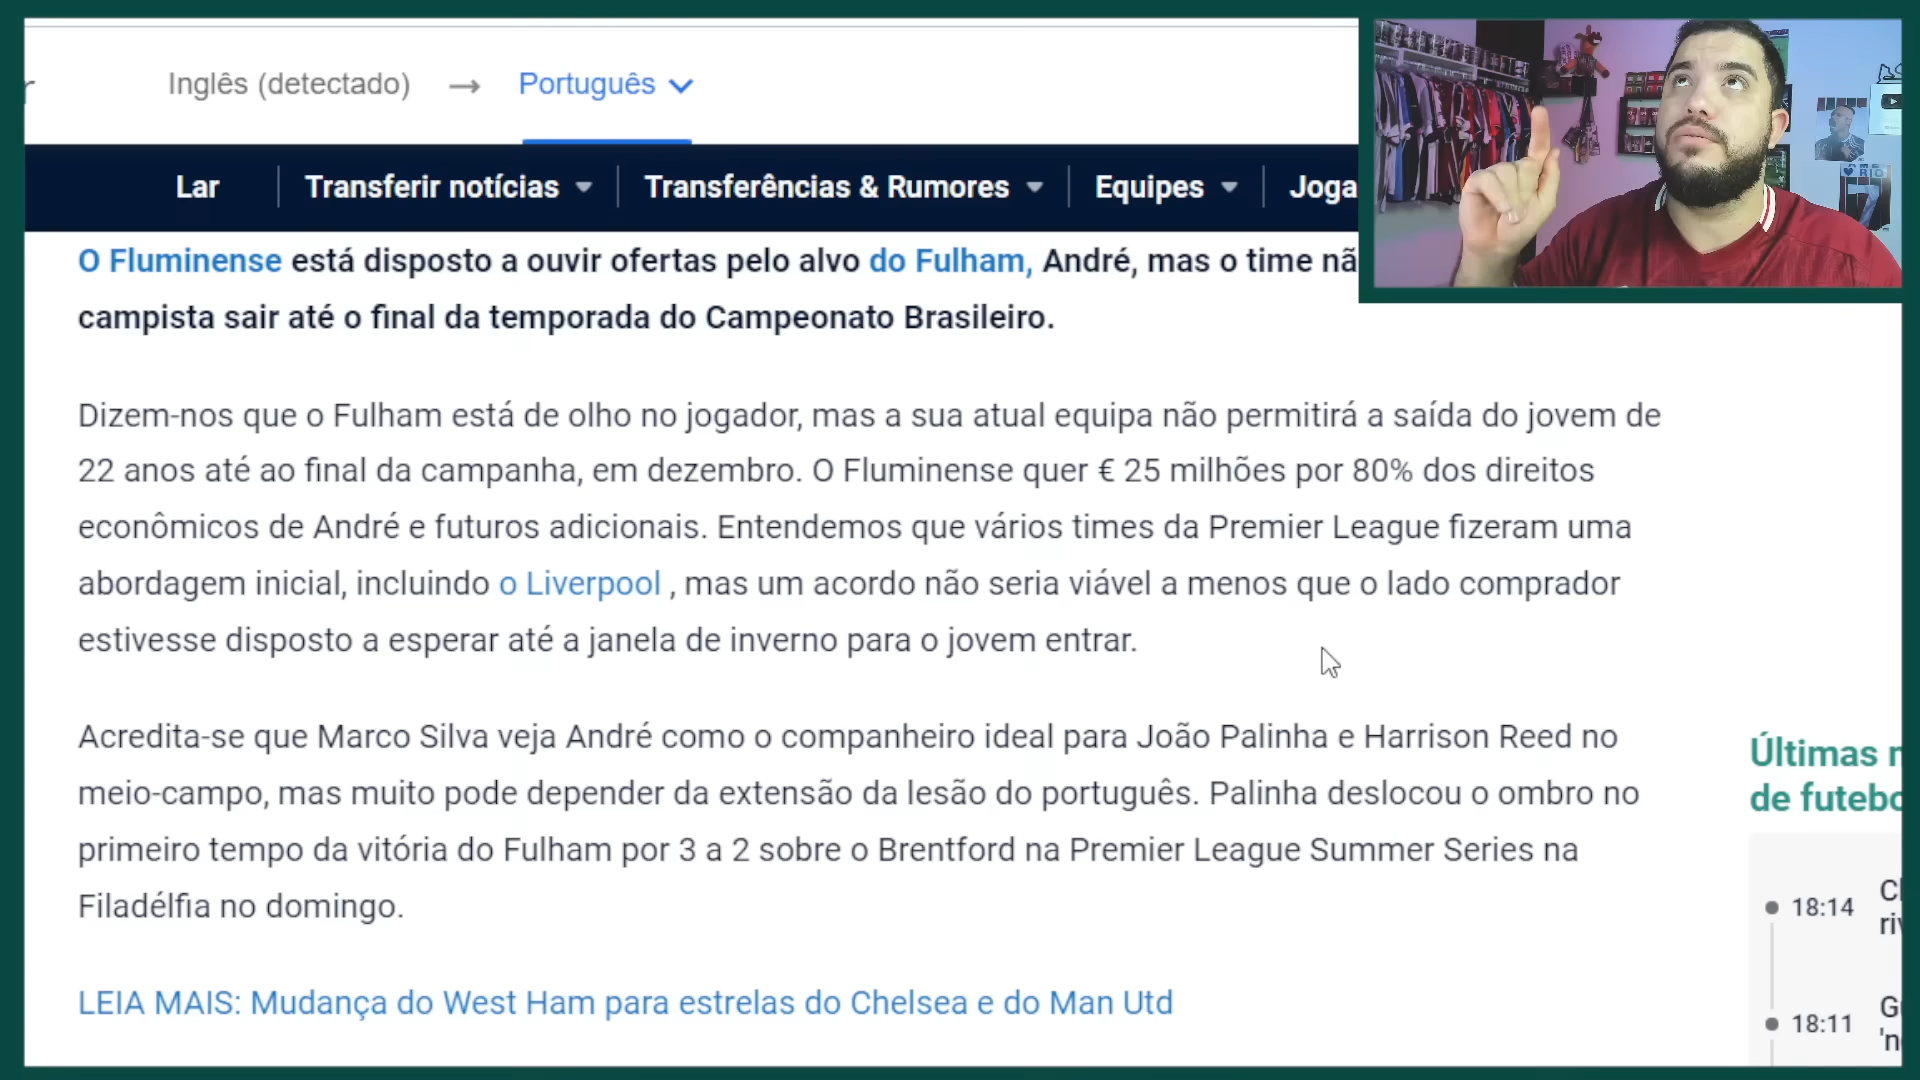 Inglês (detectado) → Português
Lar
Transferir notícias
Transferências & Rumores
Equipes
O Fluminense está disposto a ouvir ofertas pelo alvo do Fulham, André, mas o time
campista sair até o final da temporada do Campeonato Brasileiro.
Dizem-nos que o Fulham está de olho no jogador, mas a sua atual equipa não permitirá a saída do jovem de
22 anos até ao final da campanha, em dezembro. O Fluminense quer € 25 milhões por 80% dos direitos
econômicos de André e futuros adicionais. Entendemos que vários times da Premier League fizeram uma
abordagem inicial, incluindo o Liverpool , mas um acordo não seria viável a menos que o lado comprador
estivesse disposto a esperar até a janela de inverno para o jovem entrar.
Acredita-se que Marco Silva veja André como o companheiro ideal para João Palinha e Harrison Reed no
meio-campo, mas muito pode depender da extensão da lesão do português. Palinha deslocou o ombro no
primeiro tempo da vitória do Fulham por 3 a 2 sobre o Brentford na Premier League Summer Series na
Filadélfia no domingo.
LEIA MAIS: Mudança do West Ham para estrelas do Chelsea e do Man Utd
Últimas
de
18:14
18:11